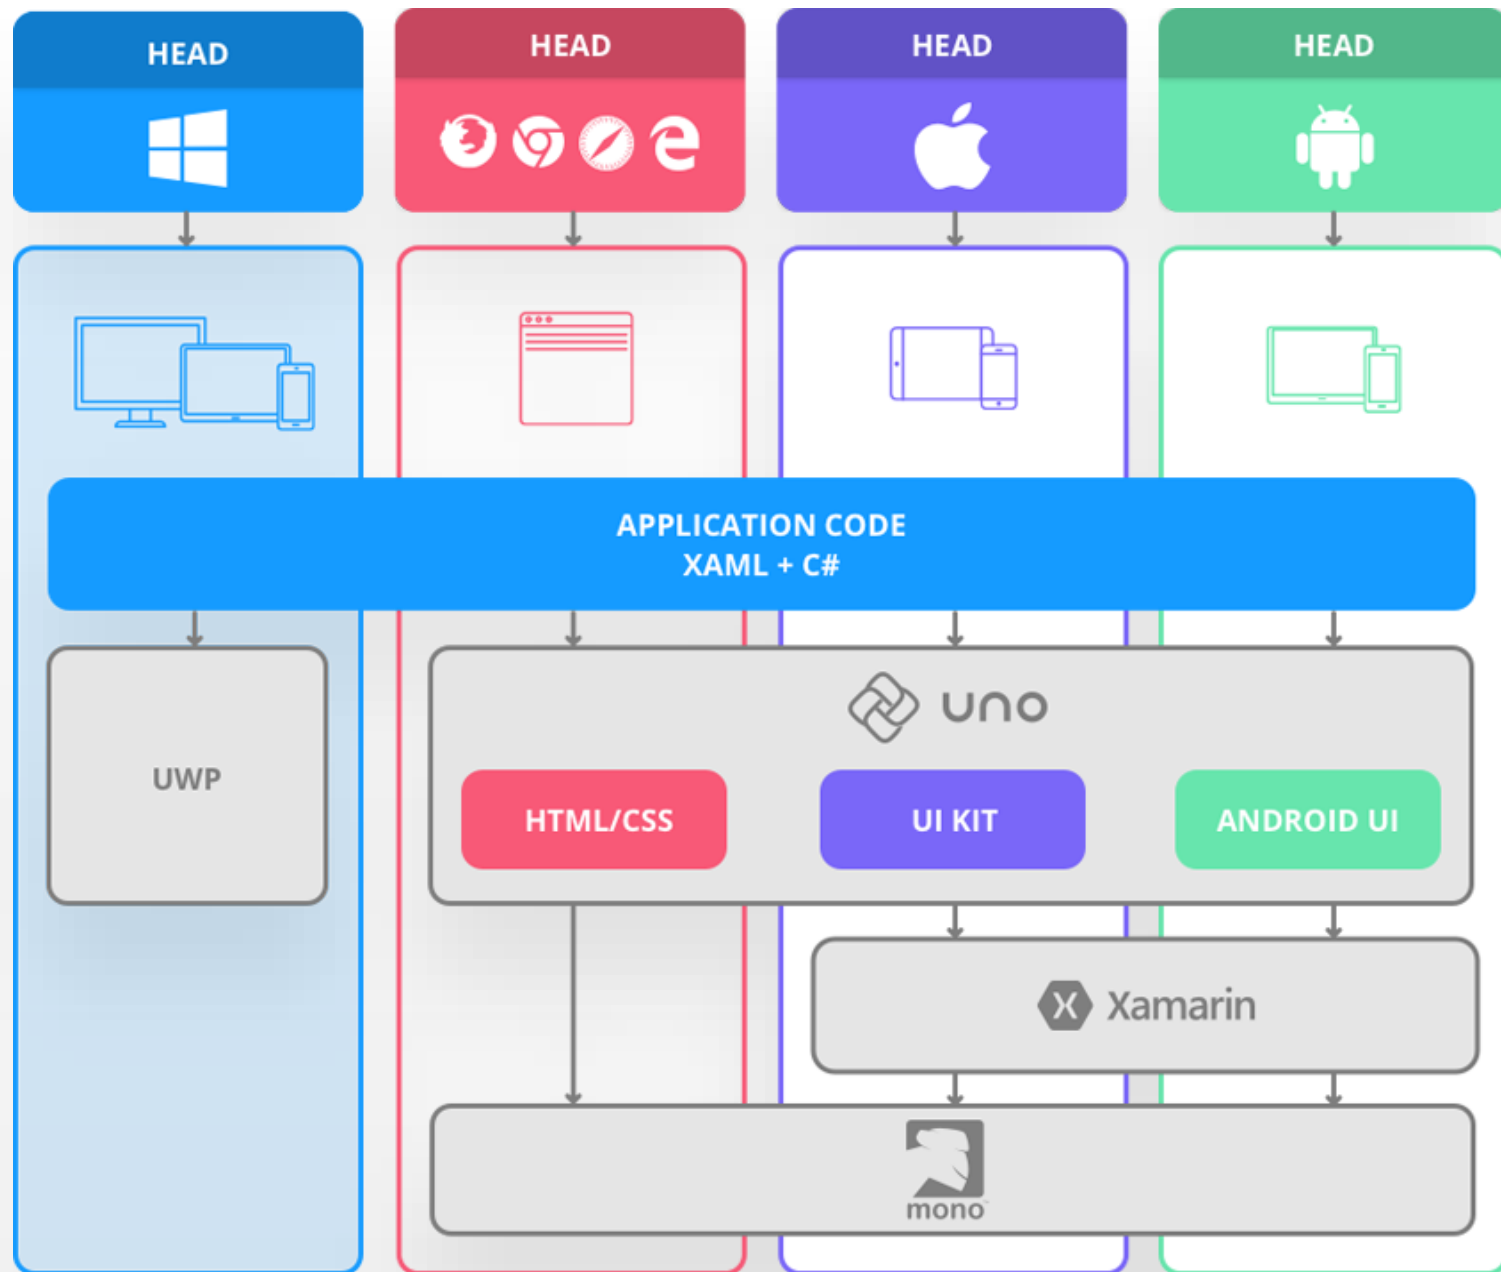 HEAD
HEAD
HEAD
HEAD
APPLICATION CODE
XAML + C#
UWP
uno
HTML/CSS
UI KIT
ANDROID UI
Xamarin
mono